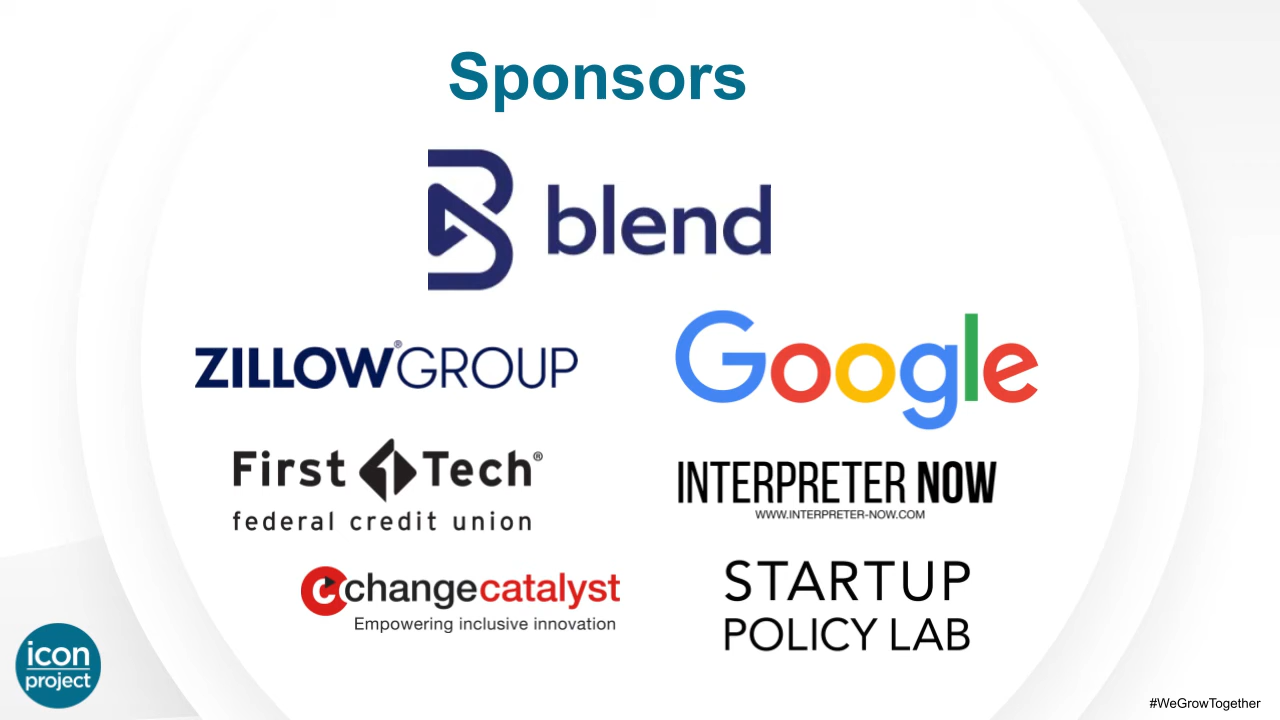 Sponsors
blend
ZILLOW®GROUP
Google
First Tech®
federal credit union
INTERPRETER NOW
WWW.INTERPRETER-NOW.COM
changecatalyst
Empowering inclusive innovation
STARTUP
POLICY LAB
icon
project
#WeGrowTogether